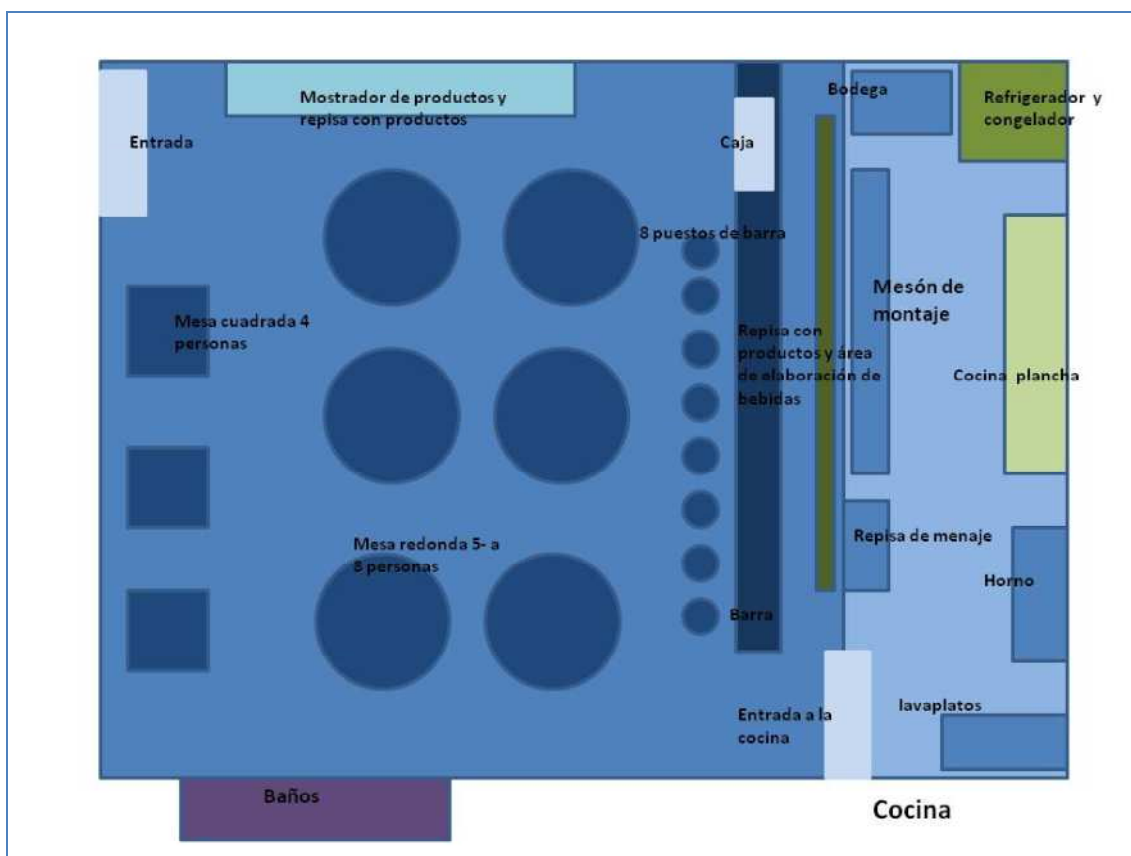 Mostrador de productos y
repisa con productos
Entrada
Caja
Bodega
Refrigerador y
congelador
8 puestos de barra
Mesa cuadrada 4
personas
Mesón de
montaje
Repisa con
productos y área
de elaboración de
bebidas
Cocina plancha
Mesa redonda 5- a
8 personas
Repisa de menaje
Horno
Barra
Entrada a la
cocina
lavaplatos
Baños
Cocina